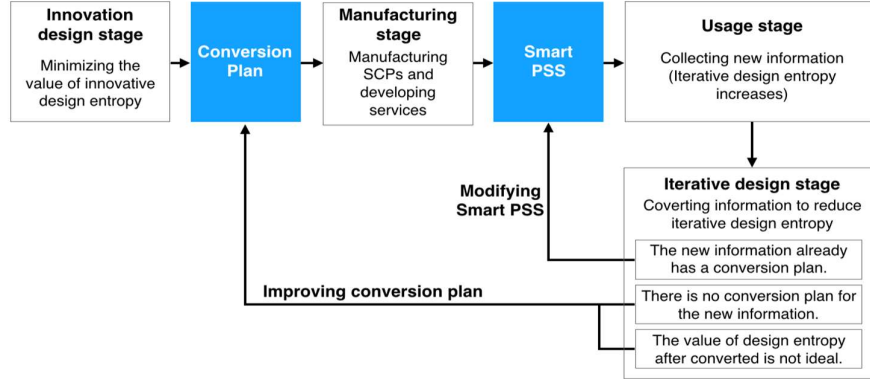 Innovation
design stage
Minimizing the
value of innovative
design entropy
Conversion
Plan
Manufacturing
stage
Manufacturing
SCPs and
developing
services
Smart
PSS
Usage stage
Collecting new information
(Iterative design entropy
increases)
Iterative design stage
Coverting information to reduce
iterative design entropy
The new information already
has a conversion plan.
There is no conversion plan for
the new information.
The value of design entropy
after converted is not ideal.
Modifying
Smart PSS
Improving conversion plan